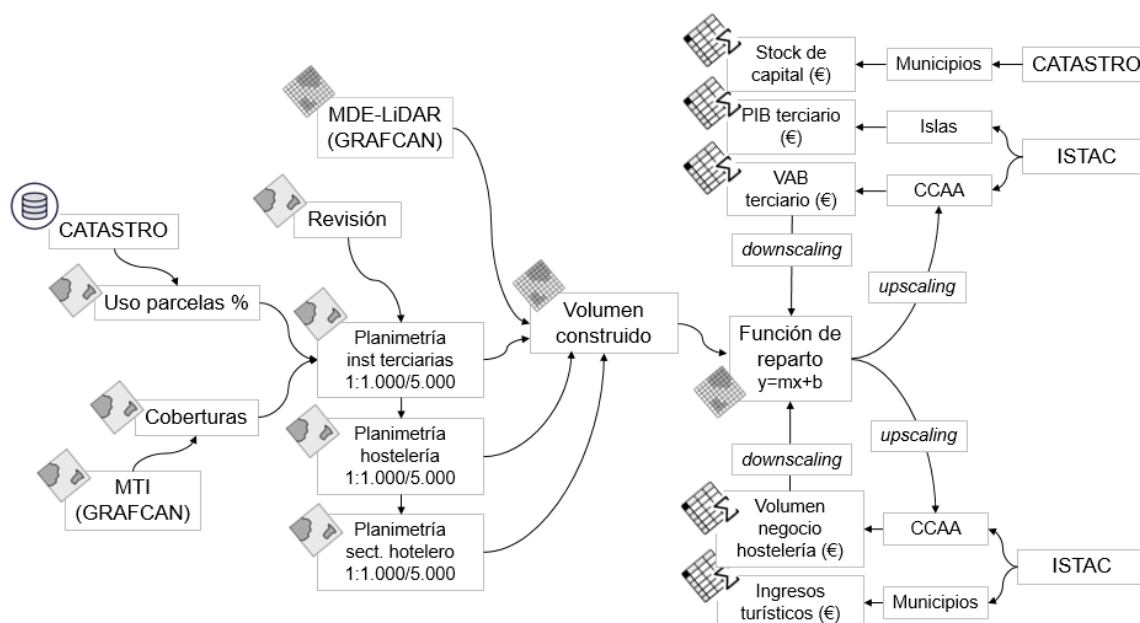 CATASTRO
Uso parcelas %
Coberturas
MTI
(GRAFCAN)
MDE-LiDAR
(GRAFCAN)
Revisión
Planimetría
inst terciarias
1:1.000/5.000
Planimetría
hostelería
1:1.000/5.000
Planimetría
sect. hotelero
1:1.000/5.000
Volumen
construido
Función de
reparto
y=mx+b
Stock de
capital (€)
Municipios
CATASTRO
PIB terciario
(€)
Islas
ISTAC
VAB
terciario (€)
CCAA
downscaling
upscaling
upscaling
downscaling
Volumen
negocio
hostelería (€)
CCAA
ISTAC
Ingresos
turísticos (€)
Municipios
Σ
Σ
Σ
Σ
Σ